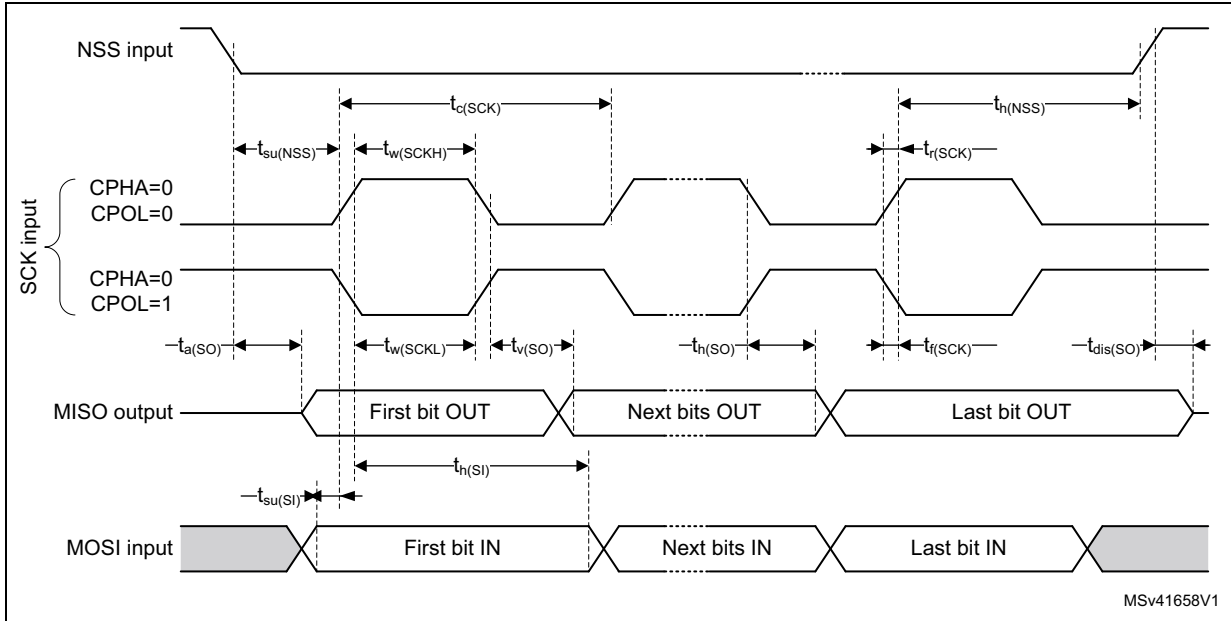 NSS input
tc(SCK)
th(NSS)
tsu(NSS)
tw(SCKH)
tr(SCK)
SCK input
CPHA=0
CPOL=0
CPHA=0
CPOL=1
ta(SO)
tw(SCKL)
tv(SO)
th(SO)
tf(SCK)
tdis(SO)
MISO output
First bit OUT
Next bits OUT
Last bit OUT
th(SI)
tsu(SI)
MOSI input
First bit IN
Next bits IN
Last bit IN
MSv41658V1